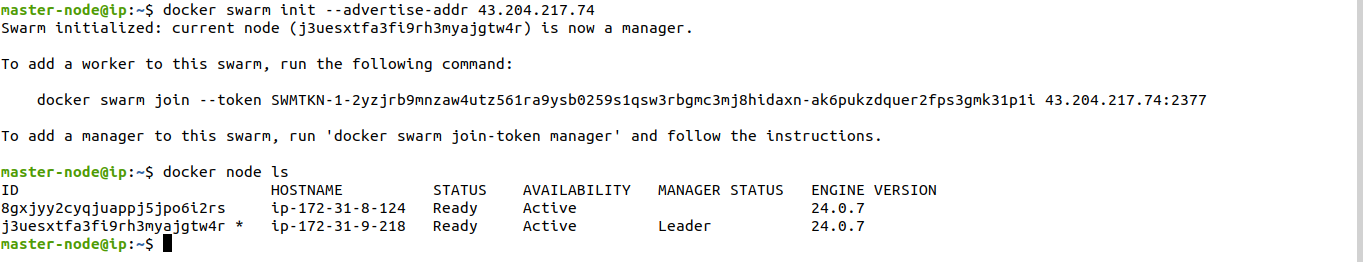 master-node@ip:~$ docker swarm init --advertise-addr 43.204.217.74
Swarm initialized: current node (j3uesxtfa3fi9rh3myajgtw4r) is now a manager.
To add a worker to this swarm, run the following command:
docker swarm join --token SWMTKN-1-2yzjrb9mnzaw4utz561ra9ysb0259s1qsw3rbgmc3mj8hidaxn-ak6pukzdquer2fps3gmk31p1i 43.204.217.74:2377
To add a manager to this swarm, run 'docker swarm join-token manager' and follow the instructions.
master-node@ip:~$ docker node ls
ID HOSTNAME STATUS AVAILABILITY MANAGER STATUS ENGINE VERSION
8gxjyy2cyqjuappj5jpo6i2rs ip-172-31-8-124 Ready Active 24.0.7
j3uesxtfa3fi9rh3myajgtw4r * ip-172-31-9-218 Ready Active Leader 24.0.7
master-node@ip:~$